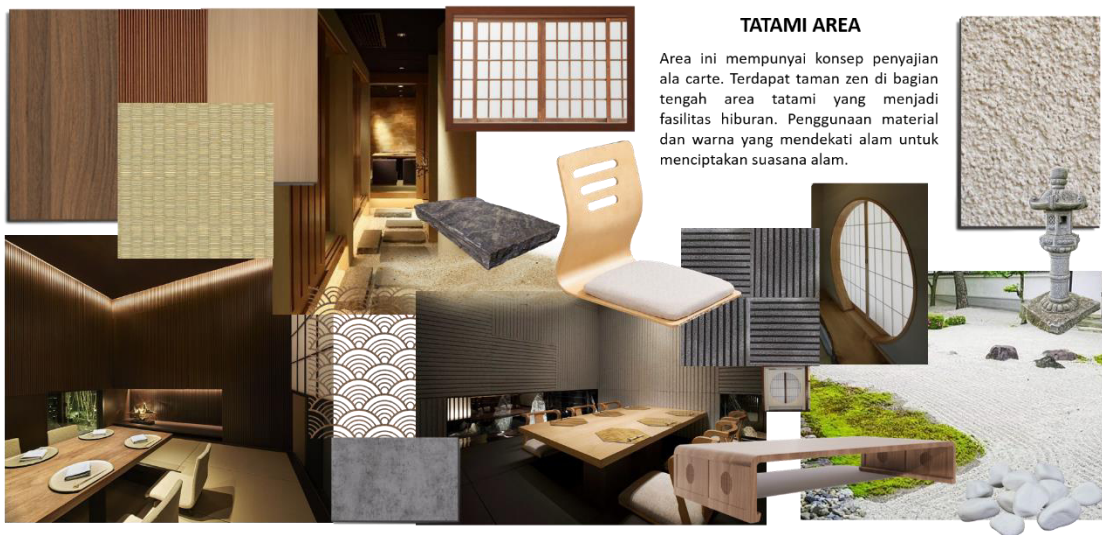 TATAMI AREA
Area ini mempunyai konsep penyajian
ala carte. Terdapat taman zen di bagian
tengah area tatami yang menjadi
fasilitas hiburan. Penggunaan material
dan warna yang mendekati alam untuk
menciptakan suasana alam.